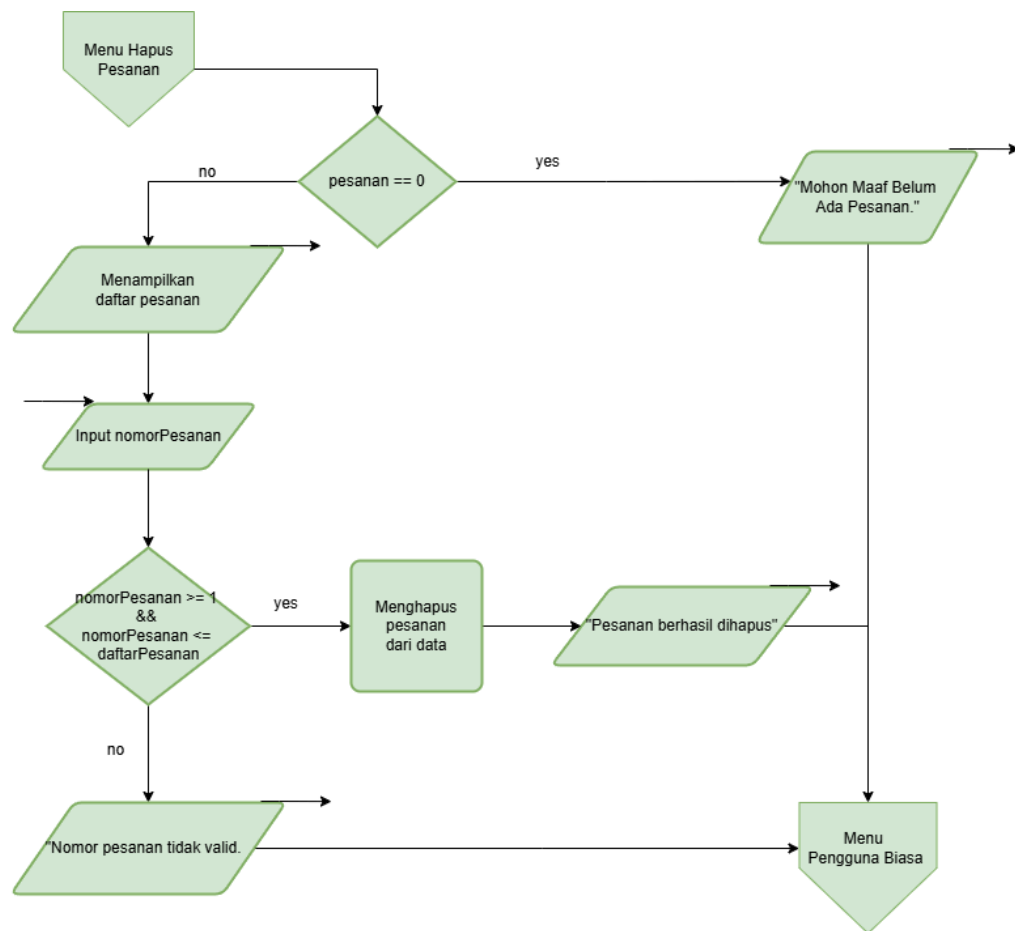 Menu Hapus
Pesanan
pesanan == 0
no
yes
"Mohon Maaf Belum
Ada Pesanan."
Menampilkan
daftar pesanan
Input nomorPesanan
nomorPesanan >= 1
&&
nomorPesanan <=
daftarPesanan
yes
Menghapus
pesanan
dari data
"Pesanan berhasil dihapus"
no
"Nomor pesanan tidak valid.
Menu
Pengguna Biasa